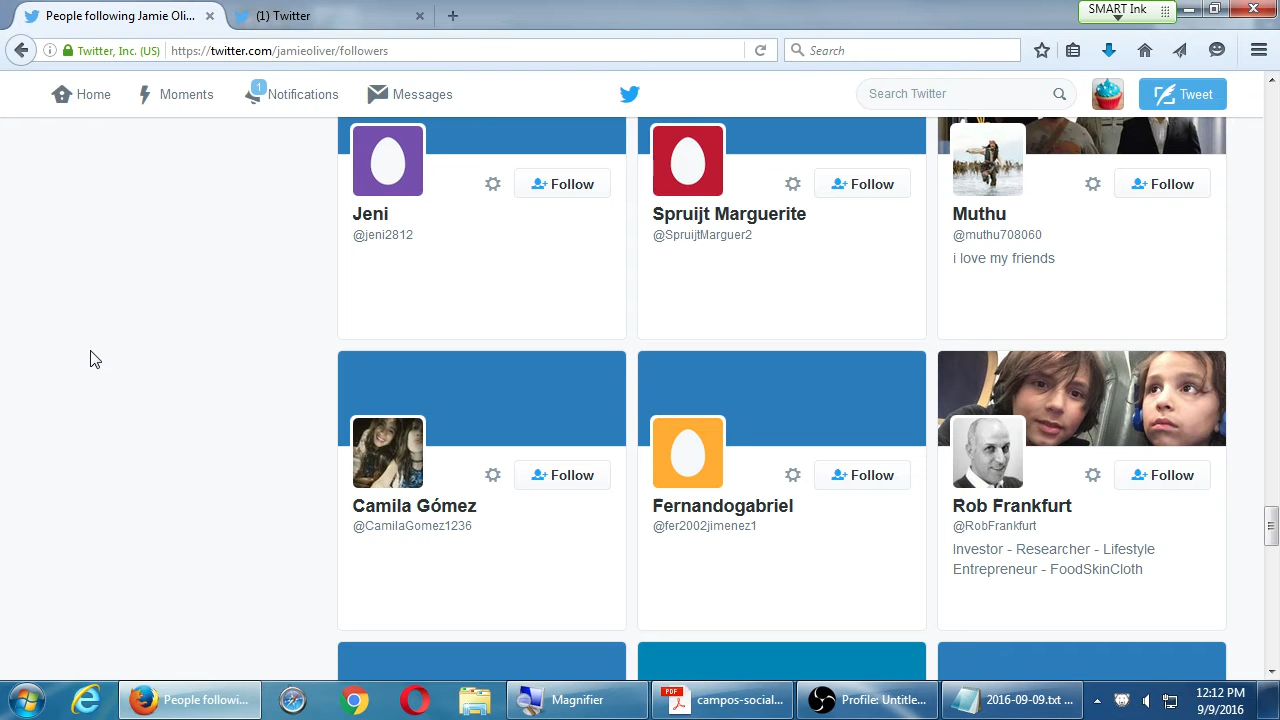 People following Jamie Oli...
(1) Twitter
SMART Ink
Twitter, Inc. (US)
https://twitter.com/jamieoliver/followers
Search
Home
Moments
1
Notifications
Messages
Search Twitter
Tweet
Follow
Jeni
@jeni2812
Follow
Spruijt Marguerite
@SpruijtMarguer2
Follow
Muthu
@muthu708060
i love my friends
Follow
Camila Gómez
@CamilaGomez1236
Follow
Fernandogabriel
@fer2002jimenez1
Follow
Rob Frankfurt
@RobFrankfurt
Investor - Researcher - Lifestyle
Entrepreneur - FoodSkinCloth
People followi...
Magnifier
PDF
campos-social...
Profile: Untitle...
2016-09-09.txt ...
12:12 PM
9/9/2016